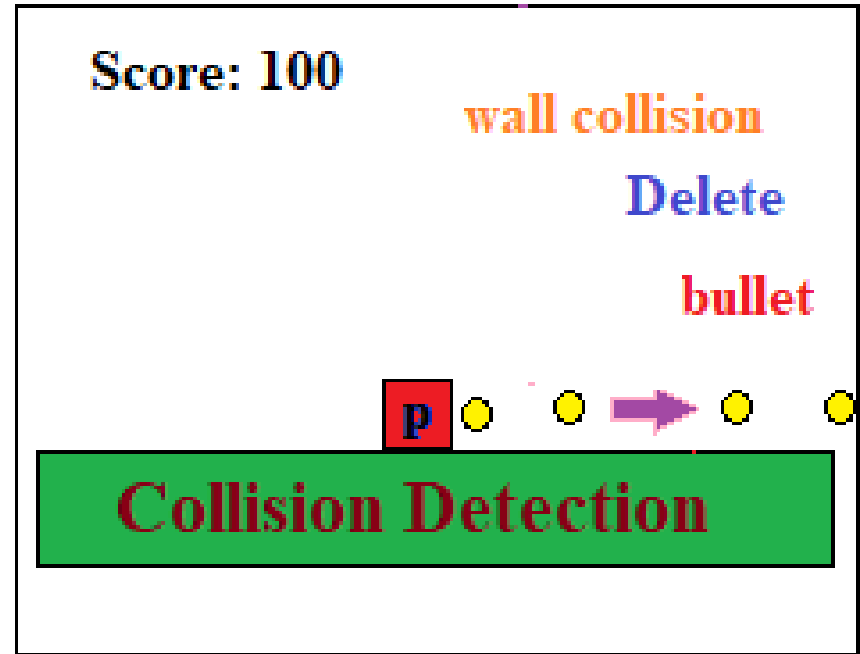 Score: 100
wall collision
Delete
bullet
p
Collision Detection